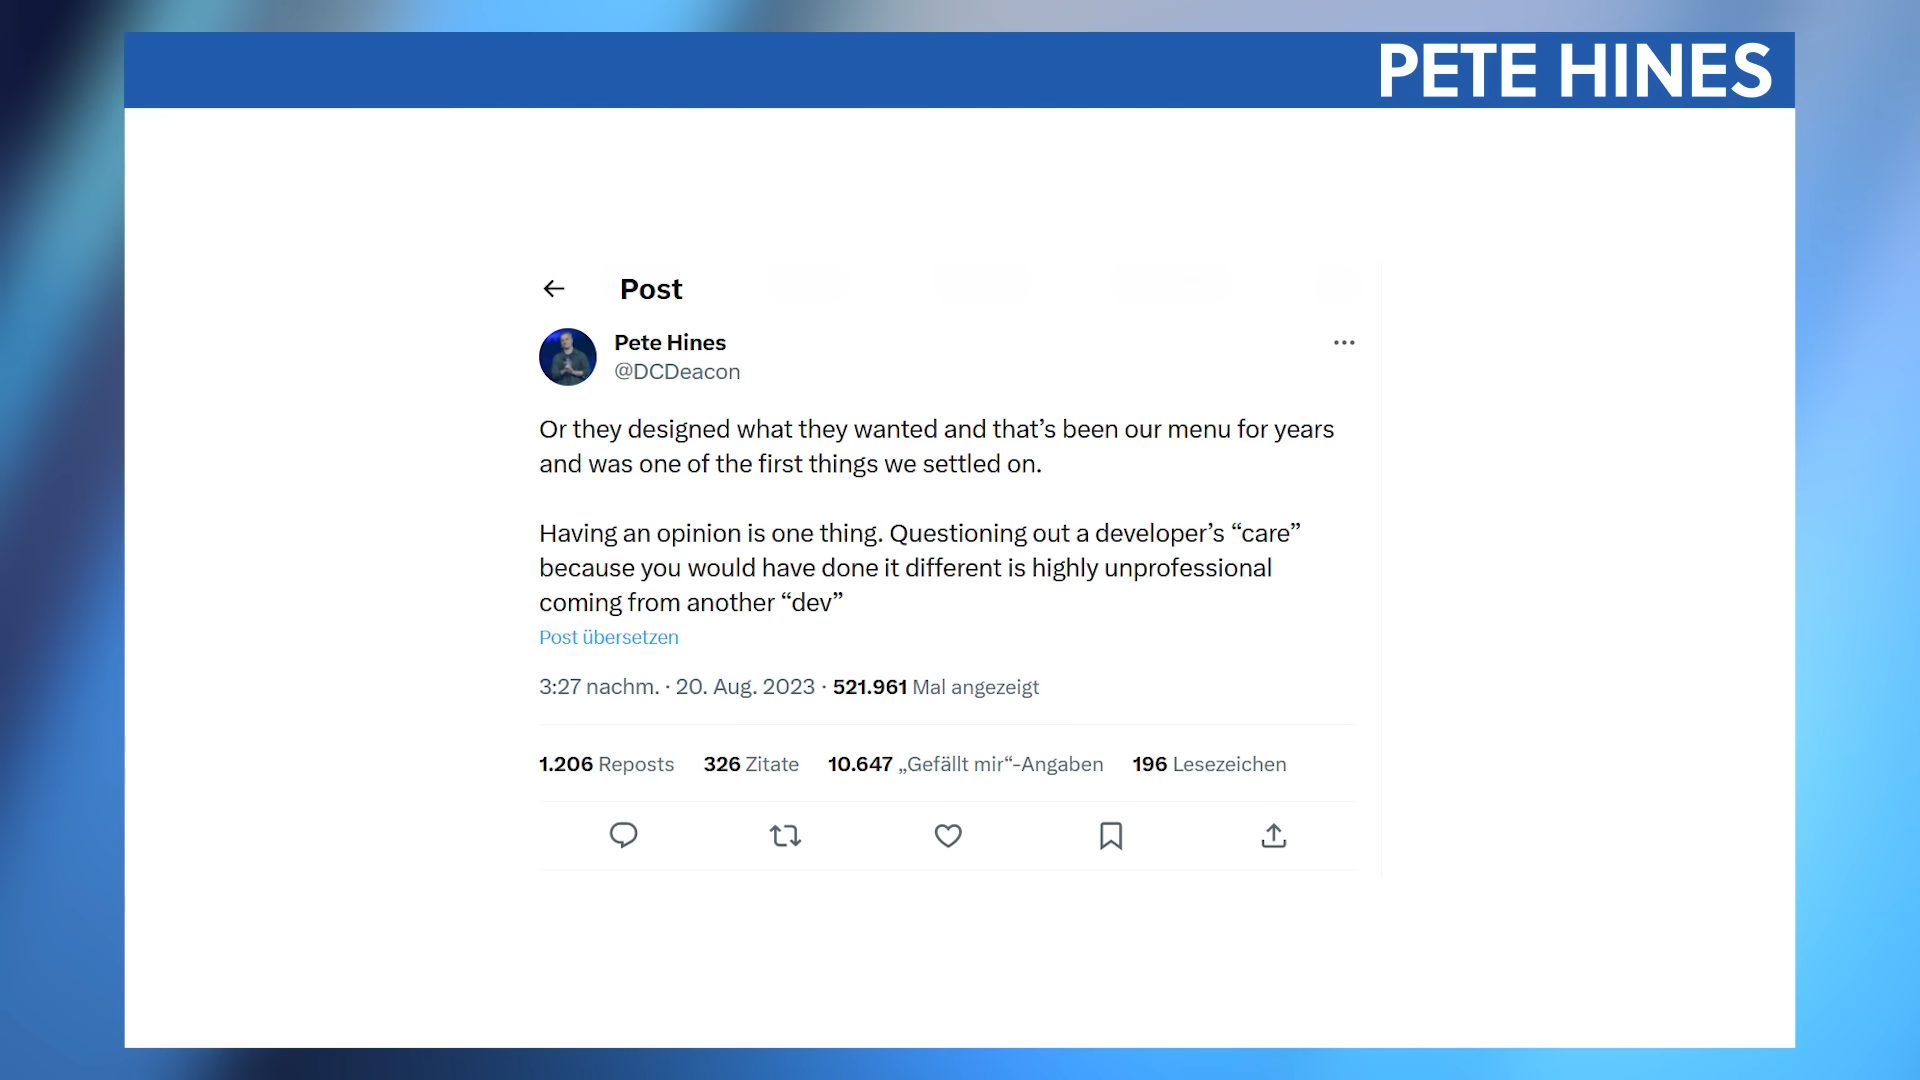 PETE HINES
Post
Pete Hines
@DCDeacon
Or they designed what they wanted and that’s been our menu for years
and was one of the first things we settled on.
Having an opinion is one thing. Questioning out a developer’s “care”
because you would have done it different is highly unprofessional
coming from another “dev”
Post übersetzen
3:27 nachm. · 20. Aug. 2023 · 521.961 Mal angezeigt
1.206 Reposts 326 Zitate 10.647 „Gefällt mir“-Angaben 196 Lesezeichen